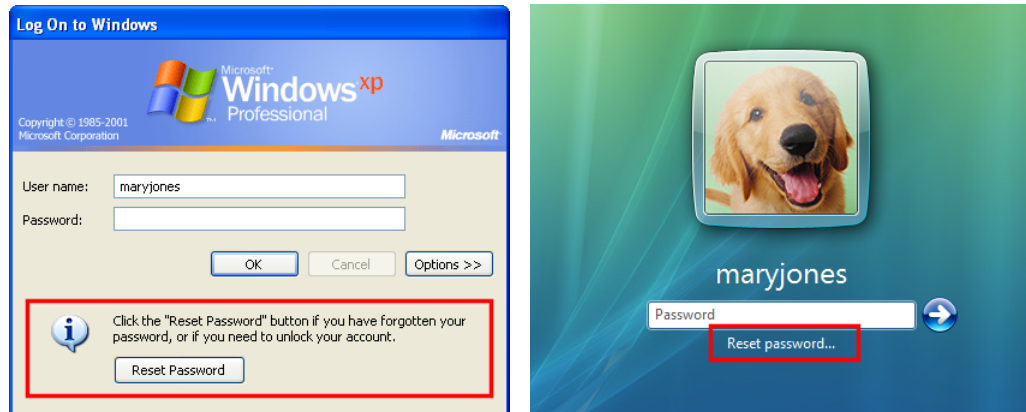 Log On to Windows
Microsoft®
Windows xp
Professional
Copyright © 1985-2001
Microsoft Corporation
Microsoft
User name:
maryjones
Password:
OK
Cancel
Options >>
Click the "Reset Password" button if you have forgotten your
password, or if you need to unlock your account.
Reset Password
maryjones
Password
Reset password...